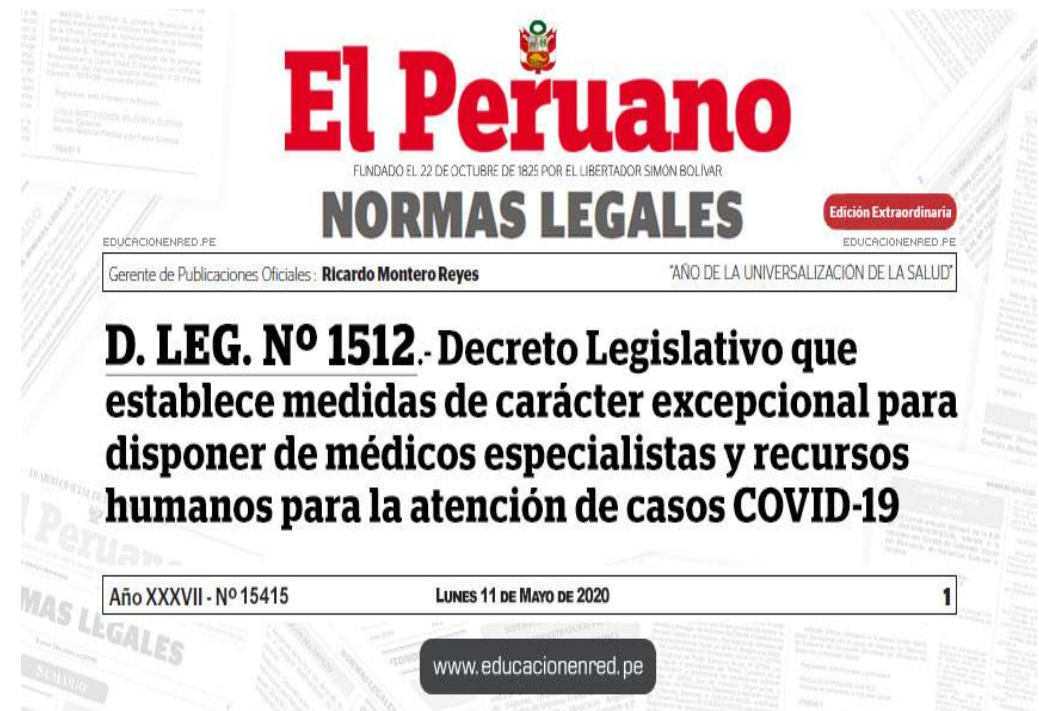 El Peruano
FUNDADO EL 22 DE OCTUBRE DE 1825 POR EL LIBERTADOR SIMÓN BOLÍVAR
NORMAS LEGALES
Edición Extraordinaria
EDUCACIONENRED.PE
EDUCACIONENRED.PE
Gerente de Publicaciones Oficiales : Ricardo Montero Reyes
"AÑO DE LA UNIVERSALIZACIÓN DE LA SALUD"
D. LEG. Nº 1512.- Decreto Legislativo que
establece medidas de carácter excepcional para
disponer de médicos especialistas y recursos
humanos para la atención de casos COVID-19
Año XXXVII - Nº 15415
LUNES 11 DE MAYO DE 2020
1
www.educacionenred.pe